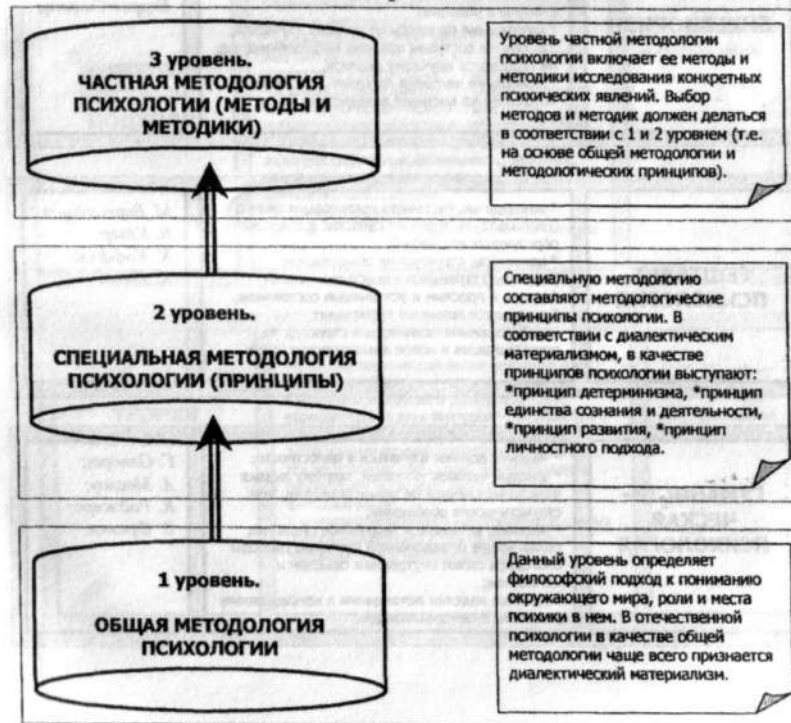 3 уровень.
ЧАСТНАЯ МЕТОДОЛОГИЯ
ПСИХОЛОГИИ (МЕТОДЫ И
МЕТОДИКИ)
Уровень частной методологии
психологии включает ее методы и
методики исследования конкретных
психических явлений. Выбор
методов и методик должен делаться
в соответствии с 1 и 2 уровнем (т.е.
на основе общей методологии и
методологических принципов).
2 уровень.
СПЕЦИАЛЬНАЯ МЕТОДОЛОГИЯ
ПСИХОЛОГИИ (ПРИНЦИПЫ)
Специальную методологию
составляют методологические
принципы психологии. В
соответствии с диалектическим
материализмом, в качестве
принципов психологии выступают:
*принцип детерминизма, *принцип
единства сознания и деятельности,
*принцип развития, *принцип
личностного подхода.
1 уровень.
ОБЩАЯ МЕТОДОЛОГИЯ
ПСИХОЛОГИИ
Данный уровень определяет
философский подход к пониманию
окружающего мира, роли и места
психики в нем. В отечественной
психологии в качестве общей
методологии чаще всего признается
диалектический материализм.